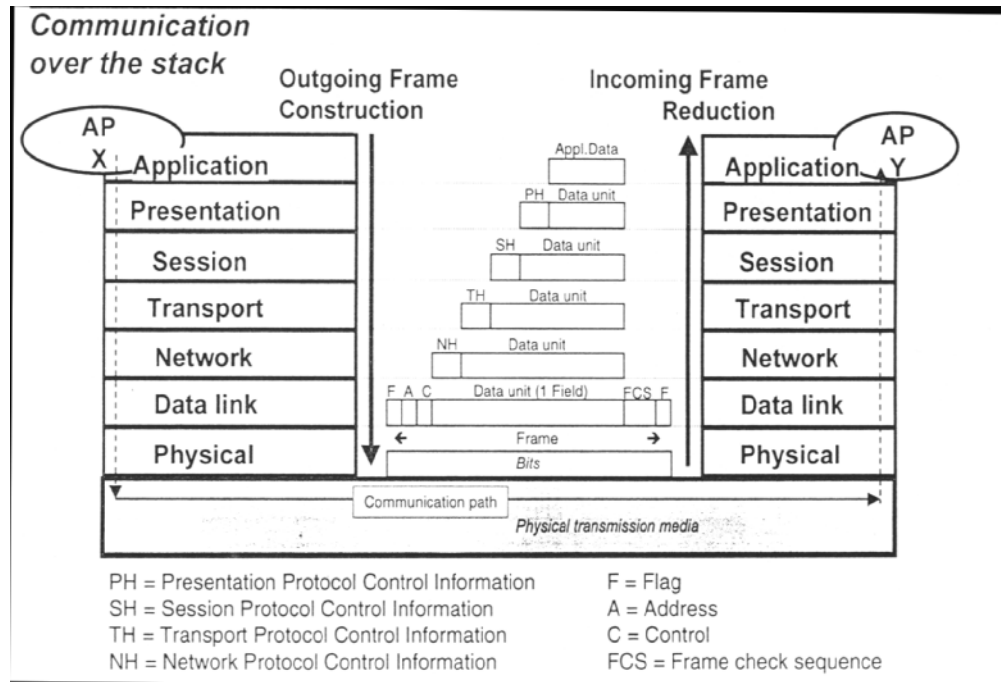 Communication
over the stack
Outgoing Frame
Construction
Incoming Frame
Reduction
AP
X
AP
Y
Application
Appl.Data
Application
Presentation
PH Data unit
Presentation
Session
SH Data unit
Session
Transport
TH Data unit
Transport
Network
NH Data unit
Network
Data link
F A C Data unit (1 Field) FCS F
Data link
Frame
Physical
Bits
Physical
Communication path
Physical transmission media
PH = Presentation Protocol Control Information
SH = Session Protocol Control Information
TH = Transport Protocol Control Information
NH = Network Protocol Control Information
F = Flag
A = Address
C = Control
FCS = Frame check sequence